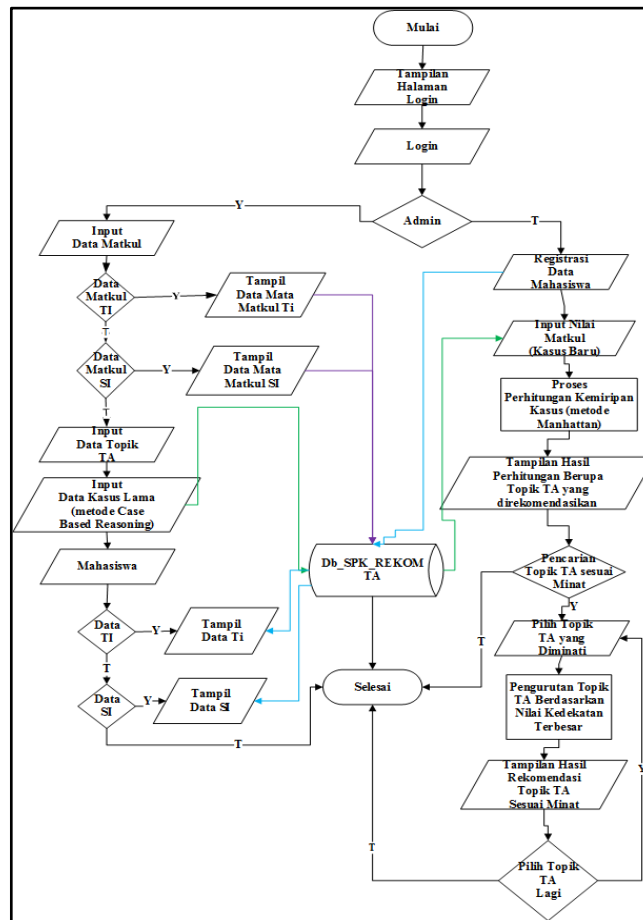 Mulai
Tampilan
Halaman
Login
Login
Admin
Y
T
Input
Data Matkul
Data
Matkul
TI
Y
Tampil
Data Mata
Matkul Ti
T
Data
Matkul
SI
Y
Tampil
Data Mata
Matkul SI
T
Input
Data Topik
TA
Input
Data Kasus Lama
(metode Case
Based Reasoning)
Mahasiswa
Data
TI
Y
Tampil
Data Ti
T
Data
SI
Y
Tampil
Data SI
T
Db_SPK_REKOM
TA
Selesai
Registrasi
Data
Mahasiswa
Input Nilai
Matkul
(Kasus Baru)
Proses
Perhitungan Kemiripan
Kasus (metode
Manhattan)
Tampilan Hasil
Perhitungan Berupa
Topik TA yang
direkomendasikan
Pencarian
Topik TA sesuai
Minat
T
Y
Pilih Topik
TA yang
Diminati
Pengurutan Topik
TA Berdasarkan
Nilai Kedekatan
Terbesar
Tampilan Hasil
Rekomendasi
Topik TA
Sesuai Minat
Pilih Topik
TA
Lagi
T
Y